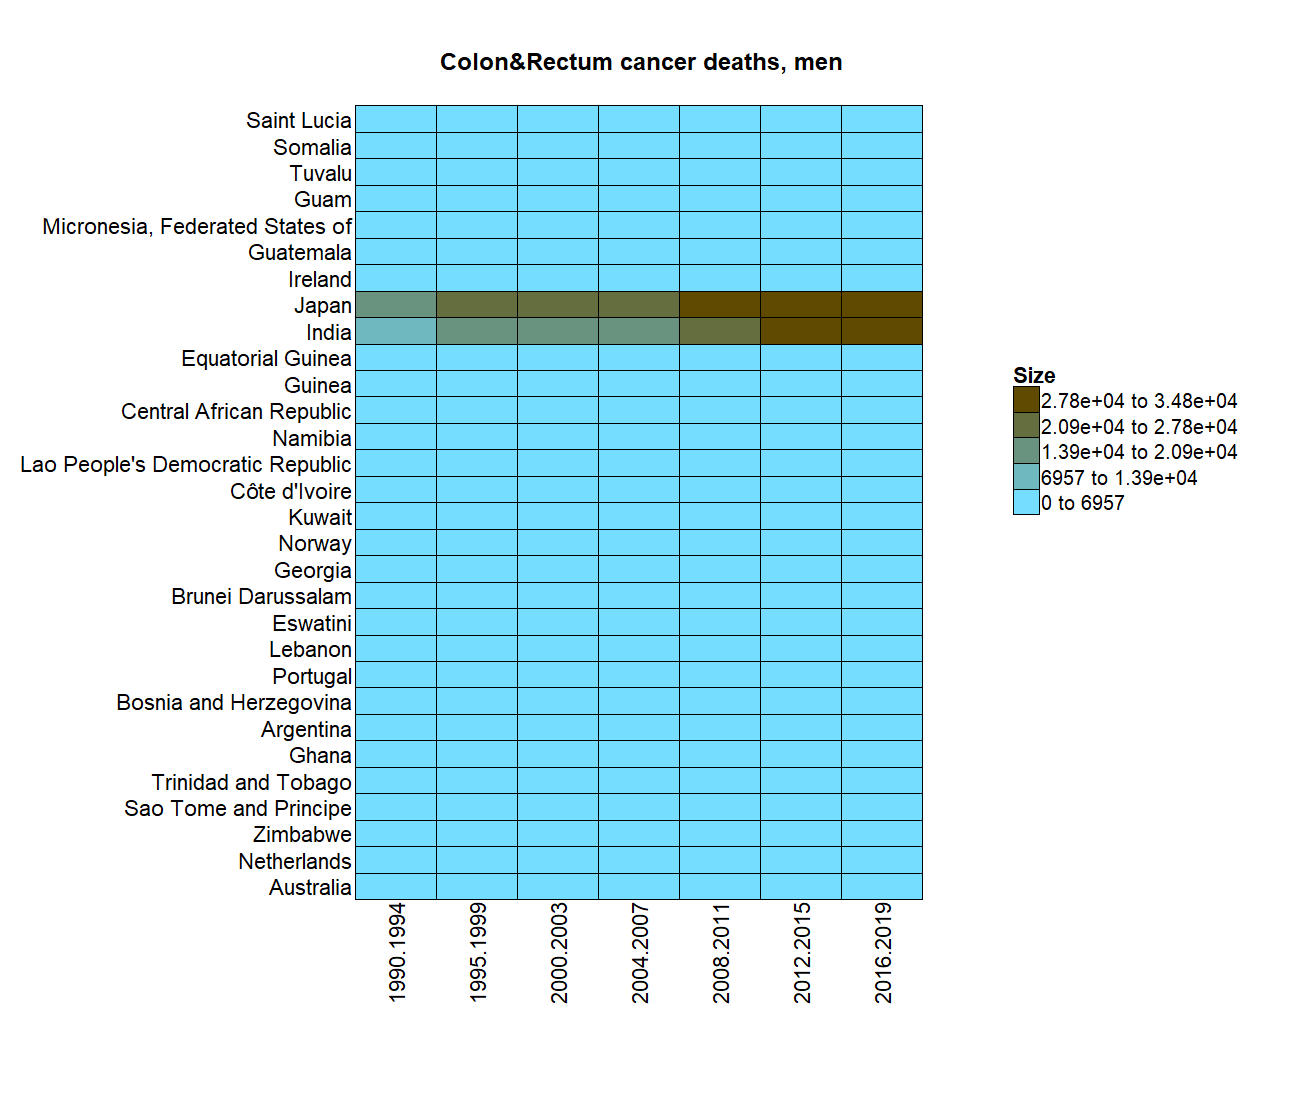 Colon&Rectum cancer deaths, men
Saint Lucia
Somalia
Tuvalu
Guam
Micronesia, Federated States of
Guatemala
Ireland
Japan
India
Equatorial Guinea
Guinea
Central African Republic
Namibia
Lao People's Democratic Republic
Côte d'Ivoire
Kuwait
Norway
Georgia
Brunei Darussalam
Eswatini
Lebanon
Portugal
Bosnia and Herzegovina
Argentina
Ghana
Trinidad and Tobago
Sao Tome and Principe
Zimbabwe
Netherlands
Australia
1990.1994
1995.1999
2000.2003
2004.2007
2008.2011
2012.2015
2016.2019
Size
2.78e+04 to 3.48e+04
2.09e+04 to 2.78e+04
1.39e+04 to 2.09e+04
6957 to 1.39e+04
0 to 6957